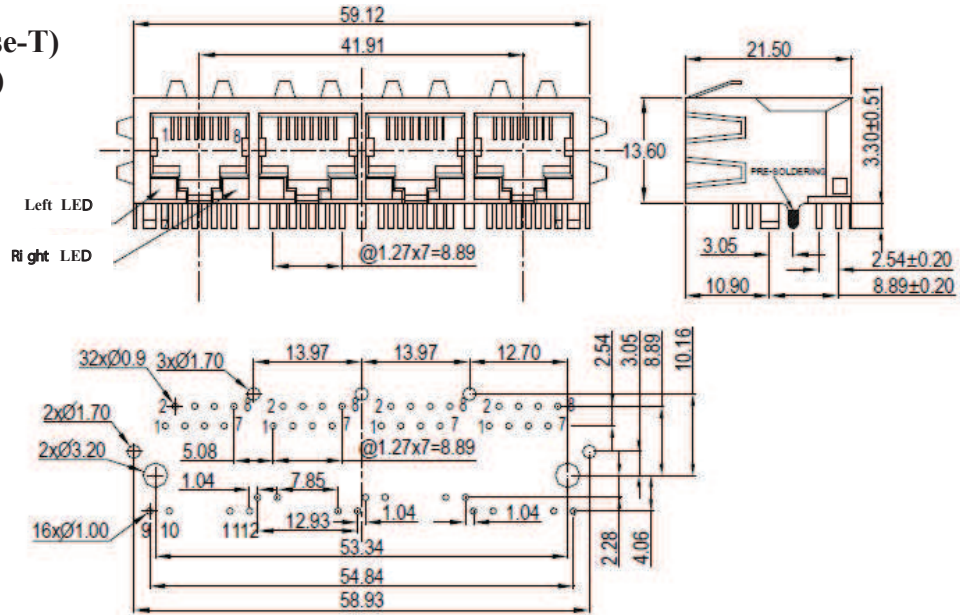 59.12
se-T)
41.91
)
21.50
1 8
13.60
3.30±0.51
PRE-SOLDERING
Left LED
Right LED
@1.27x7=8.89
3.05
2.54±0.20
10.90
8.89±0.20
13.97 13.97 12.70
2.54
3.05
8.89
10.16
32xØ0.9 3xØ1.70
2 8 2 8 2 8 2 8
2xØ1.70
1 7 1 7 1 7 1 7
5.08
@1.27x7=8.89
2xØ3.20
1.04 7.85
12.93
1.04 1.04
16xØ1.00
9 10 1112
2.28
4.06
53.34
54.84
58.93